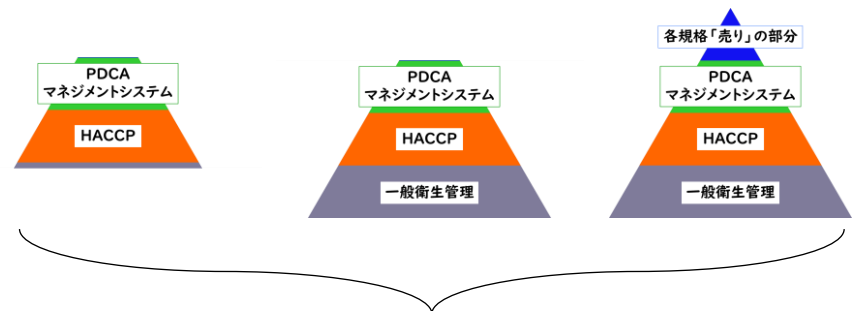 PDCA
マネジメントシステム
HACCP
PDCA
マネジメントシステム
HACCP
一般衛生管理
各規格「売り」の部分
PDCA
マネジメントシステム
HACCP
一般衛生管理